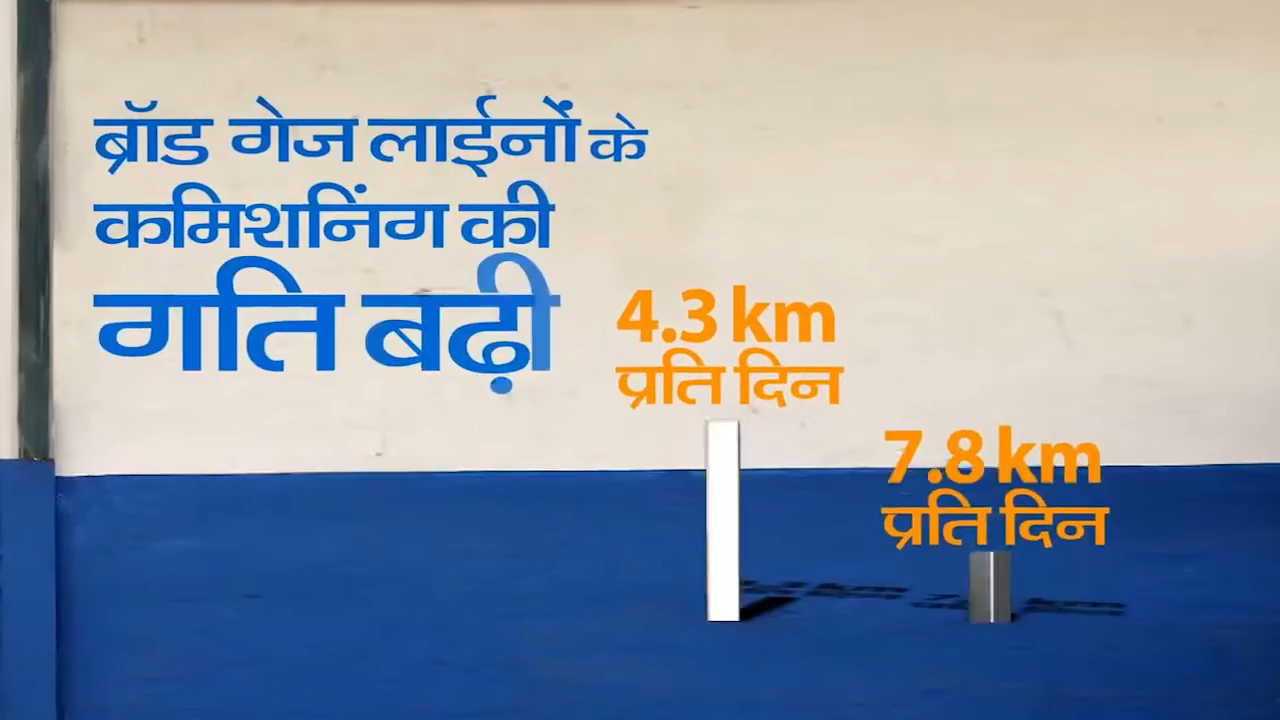 ब्रॉड गेज लाईनों के
कमिशनिंग की
गति बढ़ी
4.3 km
प्रति दिन
7.8 km
प्रति दिन